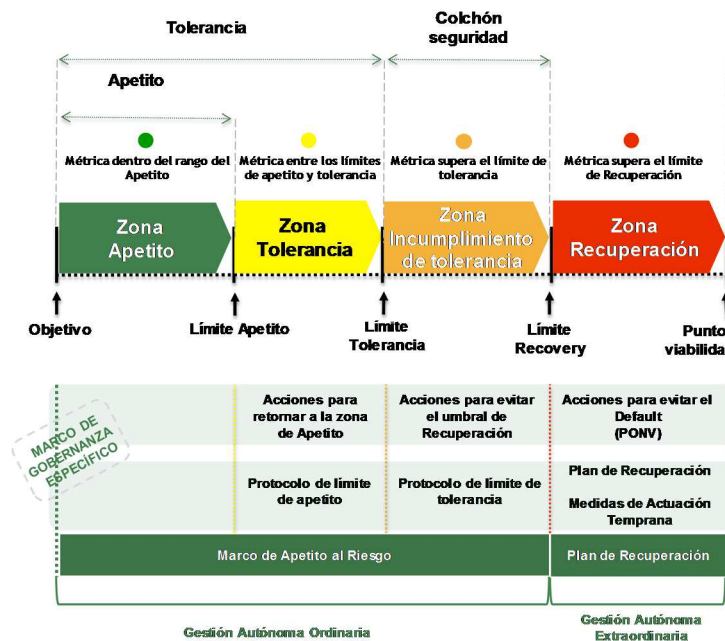 Tolerancia
Colchón
seguridad
Apetito
Métrica dentro del rango del
Apetito
Métrica entre los límites
de apetito y tolerancia
Métrica supera el límite de
tolerancia
Métrica supera el límite
de Recuperación
Zona
Apetito
Zona
Tolerancia
Zona
Incumplimiento
de tolerancia
Zona
Recuperación
Objetivo
Límite Apetito
Límite
Tolerancia
Límite
Recovery
Punto
viabilidad
MARCO DE
GOBERNANZA
ESPECÍFICO
Acciones para
retornar a la zona
de Apetito
Acciones para evitar
el umbral de
Recuperación
Acciones para evitar el
Default
(PONV)
Protocolo de límite
de apetito
Protocolo de límite de
tolerancia
Plan de Recuperación
Medidas de Actuación
Temprana
Marco de Apetito al Riesgo
Plan de Recuperación
Gestión Autónoma Ordinaria
Gestión Autónoma
Extraordinaria